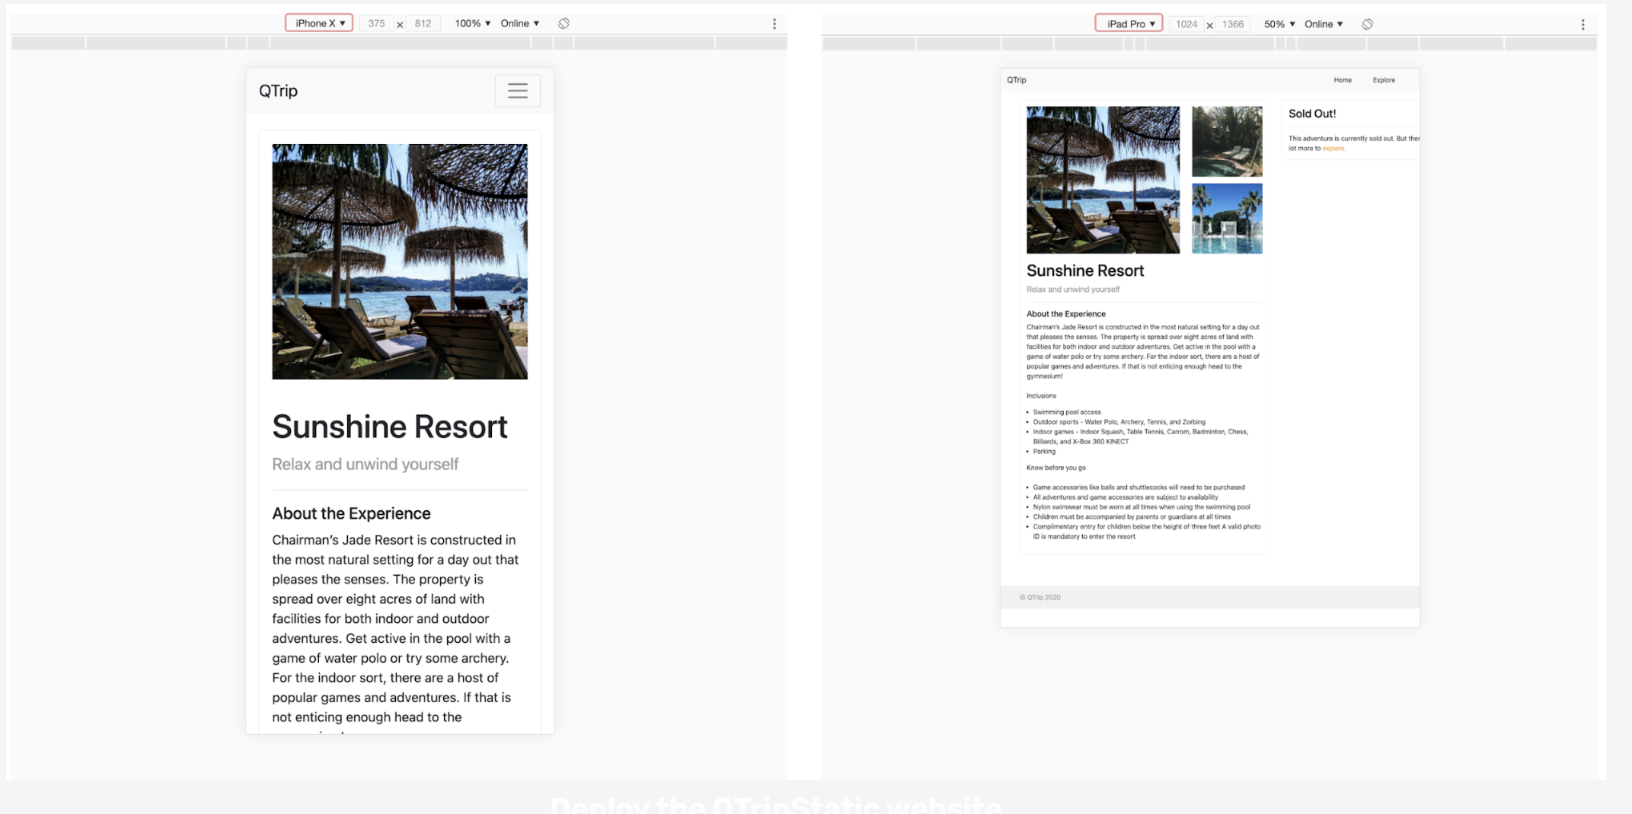 iPhone X ▼ 375 x 812 100% ▼ Online ▼
QTrip
Sunshine Resort
Relax and unwind yourself
About the Experience
Chairman's Jade Resort is constructed in
the most natural setting for a day out that
pleases the senses. The property is
spread over eight acres of land with
facilities for both indoor and outdoor
adventures. Get active in the pool with a
game of water polo or try some archery.
For the indoor sort, there are a host of
popular games and adventures. If that is
not enticing enough head to the
iPad Pro ▼ 1024 x 1366 50% ▼ Online ▼
QTrip Home Explore
Sunshine Resort
Relax and unwind yourself
About the Experience
Chairman's Jade Resort is constructed in the most natural setting for a day out
that pleases the senses. The property is spread over eight acres of land with
facilities for both indoor and outdoor adventures. Get active in the pool with a
game of water polo or try some archery. For the indoor sort, there are a host of
popular games and adventures. If that is not enticing enough head to the
gymnasium!
Inclusions
• Swimming pool access
• Outdoor sports - Water Polo, Archery, Tennis, and Zorbing
• Indoor games - Indoor Squash, Table Tennis, Carrom, Badminton, Chess,
Billiards, and X-Box 360 KINECT
• Parking
Know before you go
• Game accessories like balls and shuttlecocks will need to be purchased
• All adventures and game accessories are subject to availability
• Nylon swimwear must be worn at all times when using the swimming pool
• Children must be accompanied by parents or guardians at all times
• Complimentary entry for children below the height of three feet A valid photo
ID is mandatory to enter the resort
Sold Out!
This adventure is currently sold out. But
lot more to explore.
© QTrip 2020
Deploy the QTripStatic website